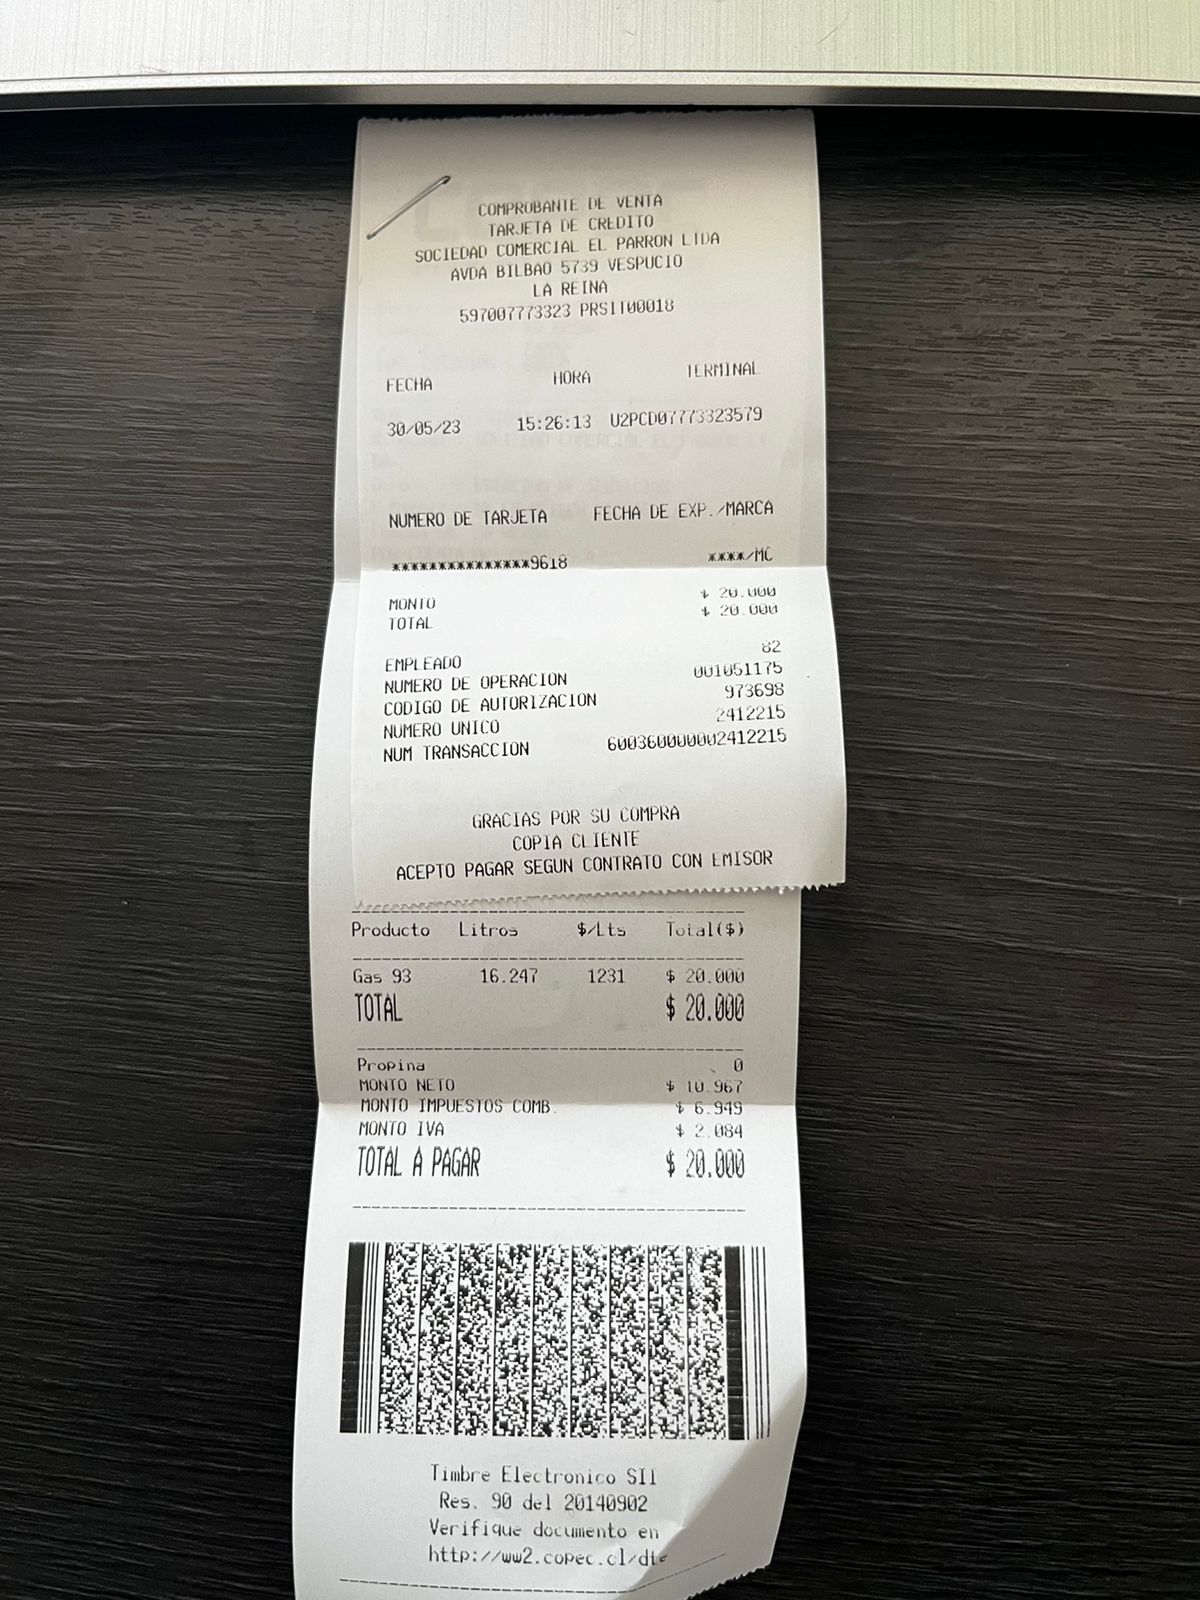 COMPROBANTE DE VENTA
TARJETA DE CREDITO
SOCIEDAD COMERCIAL EL PARRON LTDA
AVDA BILBAO 5739 VESPUCIO
LA REINA
597007773323 PRSIT00018
FECHA HORA TERMINAL
30/05/23 15:26:13 U2PCD07773323579
NUMERO DE TARJETA FECHA DE EXP./MARCA
***************9618 ****/MC
MONTO $ 20.000
TOTAL $ 20.000
EMPLEADO 82
NUMERO DE OPERACION 001051175
CODIGO DE AUTORIZACION 973698
NUMERO UNICO 2412215
NUM TRANSACCION 600360000002412215
GRACIAS POR SU COMPRA
COPIA CLIENTE
ACEPTO PAGAR SEGUN CONTRATO CON EMISOR
Producto Litros $/Lts Total($)
Gas 93 16.247 1231 $ 20.000
TOTAL $ 20.000
Propina 0
MONTO NETO $ 10.967
MONTO IMPUESTOS COMB. $ 6.949
MONTO IVA $ 2.084
TOTAL A PAGAR $ 20.000
Timbre Electronico SII
Res. 90 del 20140902
Verifique documento en
http://ww2.copec.cl/dte